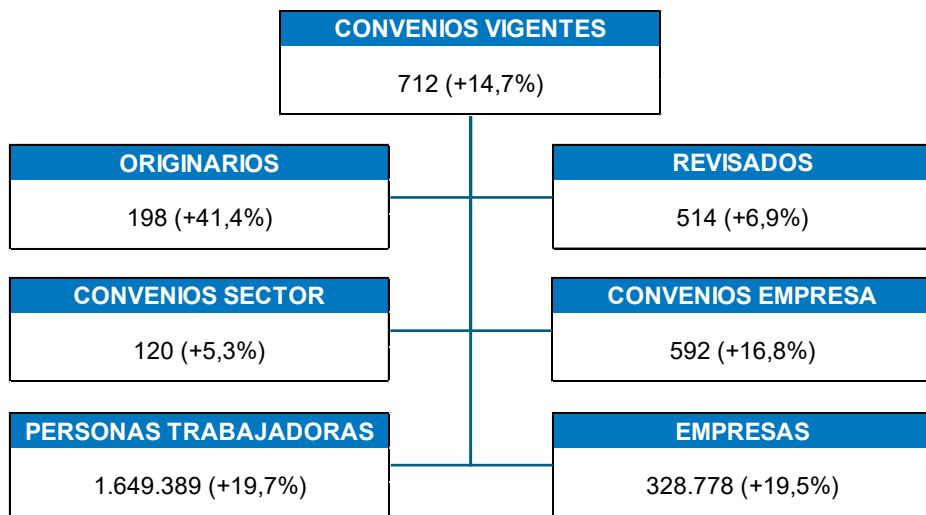 CONVENIOS VIGENTES
712 (+14,7%)
ORIGINARIOS
198 (+41,4%)
REVISADOS
514 (+6,9%)
CONVENIOS SECTOR
120 (+5,3%)
CONVENIOS EMPRESA
592 (+16,8%)
PERSONAS TRABAJADORAS
1.649.389 (+19,7%)
EMPRESAS
328.778 (+19,5%)